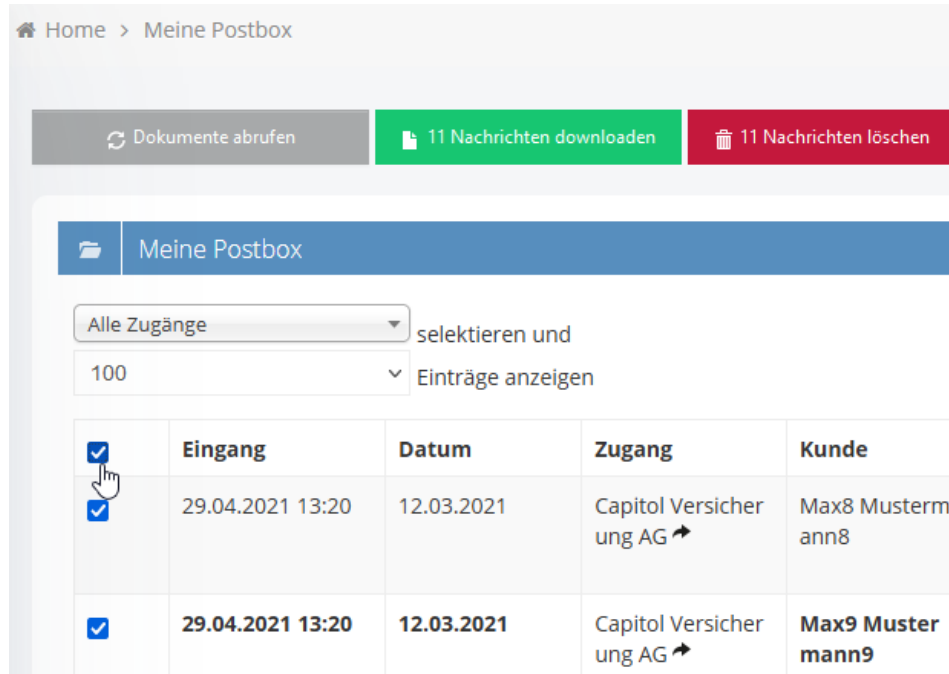 Home > Meine Postbox
Dokumente abrufen
11 Nachrichten downloaden
11 Nachrichten löschen
Meine Postbox
Alle Zugänge
selektieren und
100
Einträge anzeigen
Eingang Datum Zugang Kunde
29.04.2021 13:20 12.03.2021 Capitol Versicher Max8 Musterm
ung AG ann8
29.04.2021 13:20 12.03.2021 Capitol Versicher Max9 Muster
ung AG mann9